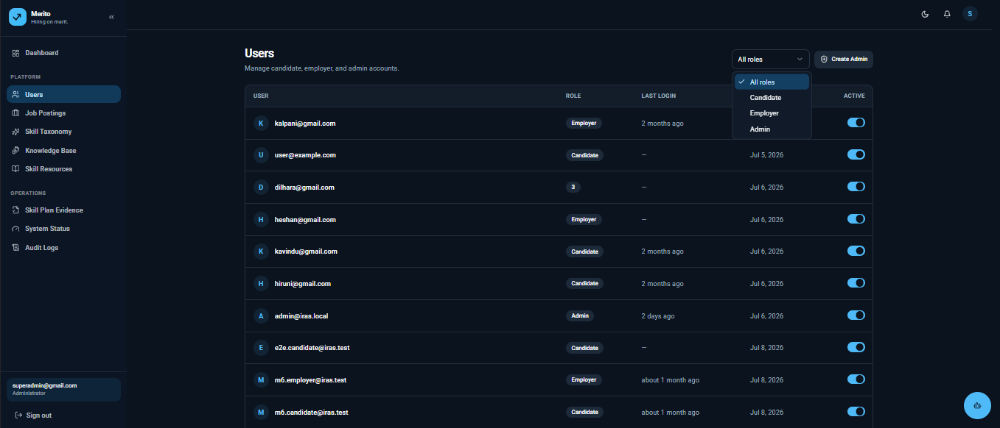 Merito
Hiring on merit.
«
S
Dashboard
PLATFORM
Users
Job Postings
Skill Taxonomy
Knowledge Base
Skill Resources
OPERATIONS
Skill Plan Evidence
System Status
Audit Logs
superadmin@gmail.com
Administrator
Sign out
Users
Manage candidate, employer, and admin accounts.
All roles
Create Admin
All roles
Candidate
Employer
Admin
USER ROLE LAST LOGIN ACTIVE
K kalpani@gmail.com Employer 2 months ago
U user@example.com Candidate — Jul 5, 2026
D dilhara@gmail.com 3 — Jul 6, 2026
H heshan@gmail.com Employer — Jul 6, 2026
K kavindu@gmail.com Candidate 2 months ago Jul 6, 2026
H hiruni@gmail.com Candidate 2 months ago Jul 6, 2026
A admin@iras.local Admin 2 days ago Jul 6, 2026
E e2e.candidate@iras.test Candidate — Jul 8, 2026
M m6.employer@iras.test Employer about 1 month ago Jul 8, 2026
M m6.candidate@iras.test Candidate about 1 month ago Jul 8, 2026